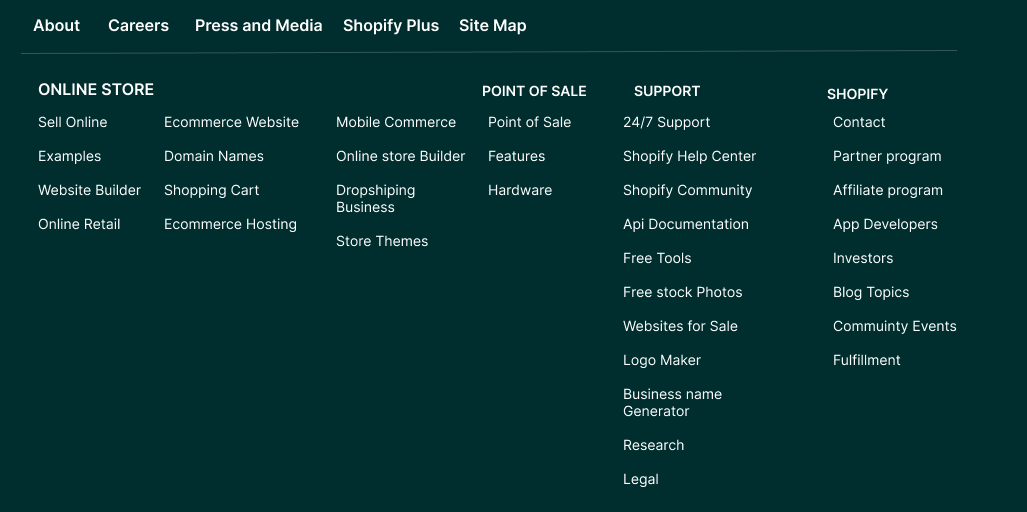 About Careers Press and Media Shopify Plus Site Map
ONLINE STORE
Sell Online
Examples
Website Builder
Online Retail
Ecommerce Website
Domain Names
Shopping Cart
Ecommerce Hosting
Mobile Commerce
Online store Builder
Dropshiping
Business
Store Themes
POINT OF SALE
Point of Sale
Features
Hardware
SUPPORT
24/7 Support
Shopify Help Center
Shopify Community
Api Documentation
Free Tools
Free stock Photos
Websites for Sale
Logo Maker
Business name
Generator
Research
Legal
SHOPIFY
Contact
Partner program
Affiliate program
App Developers
Investors
Blog Topics
Commuinty Events
Fulfillment